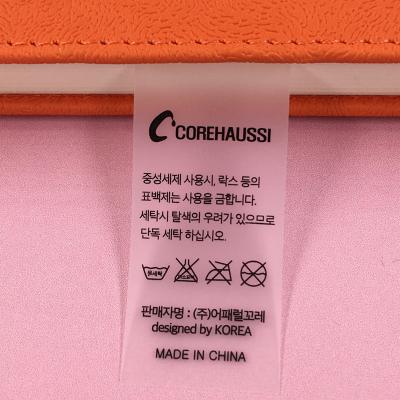 COREHAUSSI
중성세제 사용시, 락스 등의
표백제는 사용을 금합니다.
세탁시 탈색의 우려가 있으므로
단독 세탁 하십시오.
손세탁
판매자명 : (주)어패럴꼬레
designed by KOREA
MADE IN CHINA